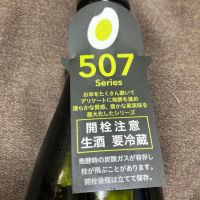 507
Series
お米をたくさん磨いて
デリケートに発酵を進め
滑らかな質感、豊かな果実味を
最大化したシリーズ
開栓注意
生酒 要冷蔵
発酵時の炭酸ガスが溶存し
栓が飛ぶことがあります。
開栓後瓶は立てて保存。